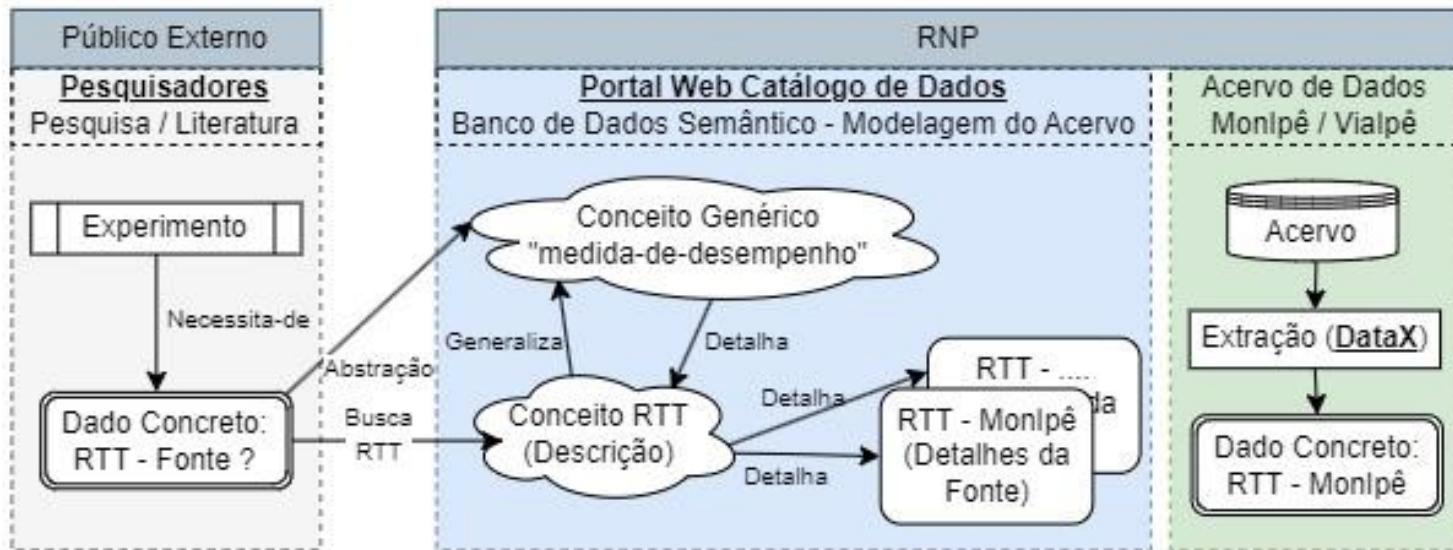 Público Externo
RNP
Pesquisadores
Pesquisa / Literatura
Portal Web Catálogo de Dados
Banco de Dados Semântico - Modelagem do Acervo
Acervo de Dados
MonIpê / ViaIpê
Experimento
Necessita-de
Dado Concreto:
RTT - Fonte ?
Abstração
Busca
RTT
Conceito Genérico
"medida-de-desempenho"
Generaliza
Detalha
Conceito RTT
(Descrição)
Detalha
Detalha
RTT - .....
da
RTT - MonIpê
(Detalhes da
Fonte)
Acervo
Extração (DataX)
Dado Concreto:
RTT - MonIpê